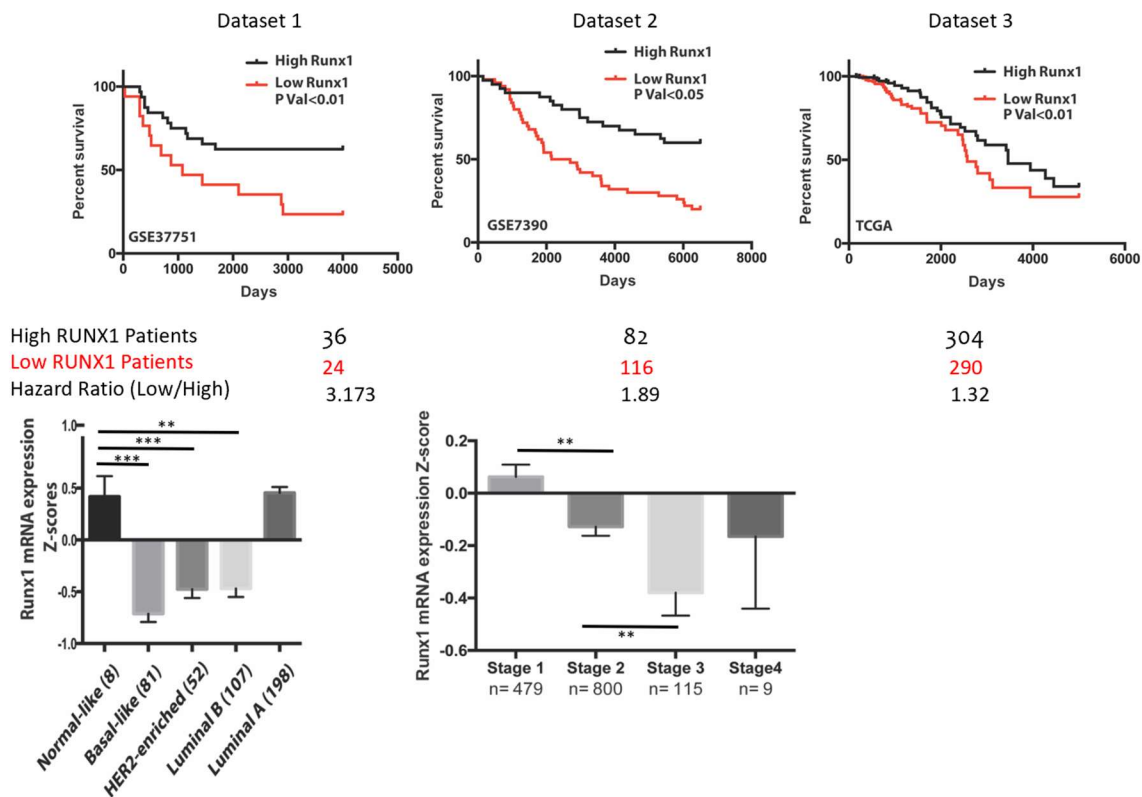 Dataset 1
Dataset 2
Dataset 3
High Runx1
Low Runx1
P Val<0.01
Percent survival
100
50
0
GSE37751
0 1000 2000 3000 4000 5000
Days
High Runx1
Low Runx1
P Val<0.05
Percent survival
100
50
0
GSE7390
0 2000 4000 6000 8000
Days
High Runx1
Low Runx1
P Val<0.01
Percent survival
100
50
0
TCGA
0 2000 4000 6000
Days
High RUNX1 Patients 36 82 304
Low RUNX1 Patients 24 116 290
Hazard Ratio (Low/High) 3.173 1.89 1.32
Runx1 mRNA expression
Z-scores
1.0
0.5
0.0
-0.5
-1.0
**
***
***
Normal-like (8)
Basal-like (81)
HER2-enriched (52)
Luminal B (107)
Luminal A (198)
Runx1 mRNA expression Z-score
0.2
0.0
-0.2
-0.4
-0.6
**
**
Stage 1 Stage 2 Stage 3 Stage4
n= 479 n= 800 n= 115 n= 9